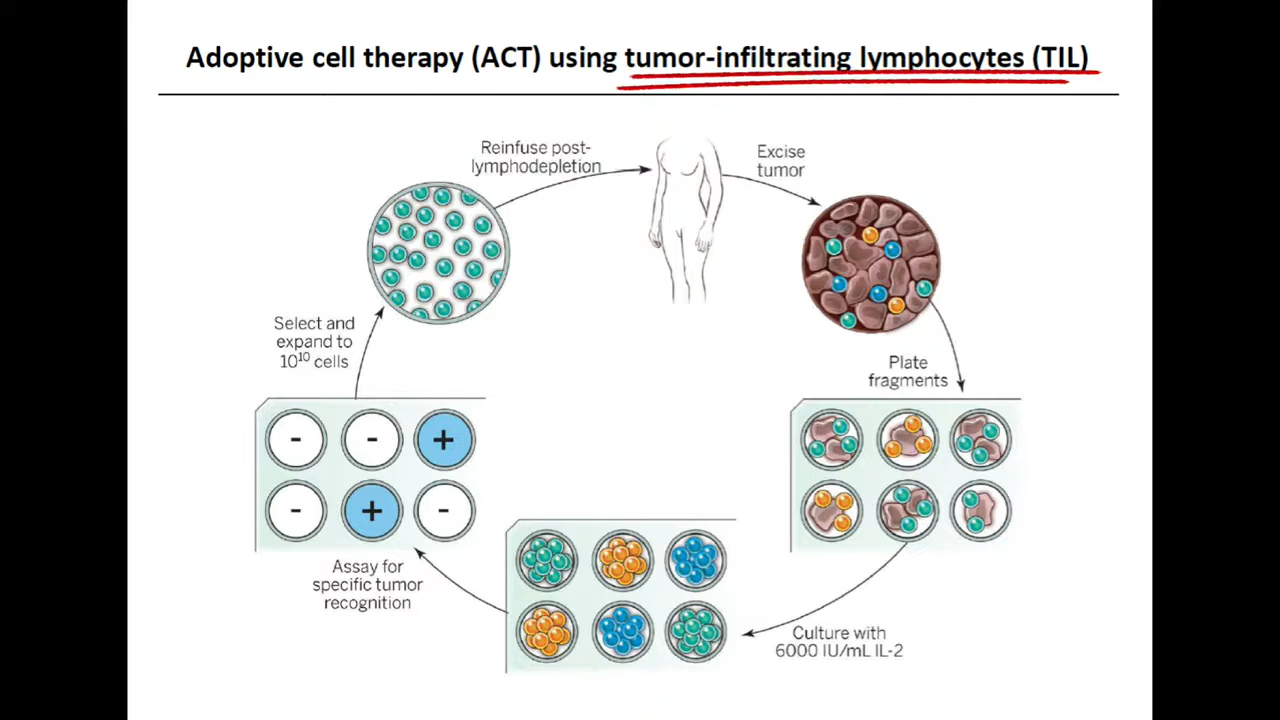 Adoptive cell therapy (ACT) using tumor-infiltrating lymphocytes (TIL)
Reinfuse post-
lymphodepletion
Excise
tumor
Plate
fragments
Culture with
6000 IU/mL IL-2
Assay for
specific tumor
recognition
- - +
- + -
Select and
expand to
10¹⁰ cells